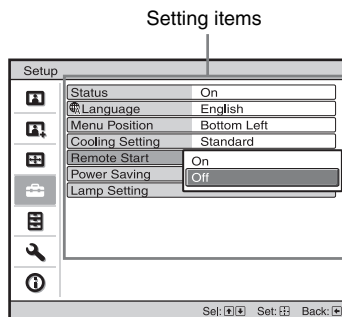 Setting items
Setup
Status On
Language English
Menu Position Bottom Left
Cooling Setting Standard
Remote Start On
Off
Power Saving
Lamp Setting
Sel: Set: Back: